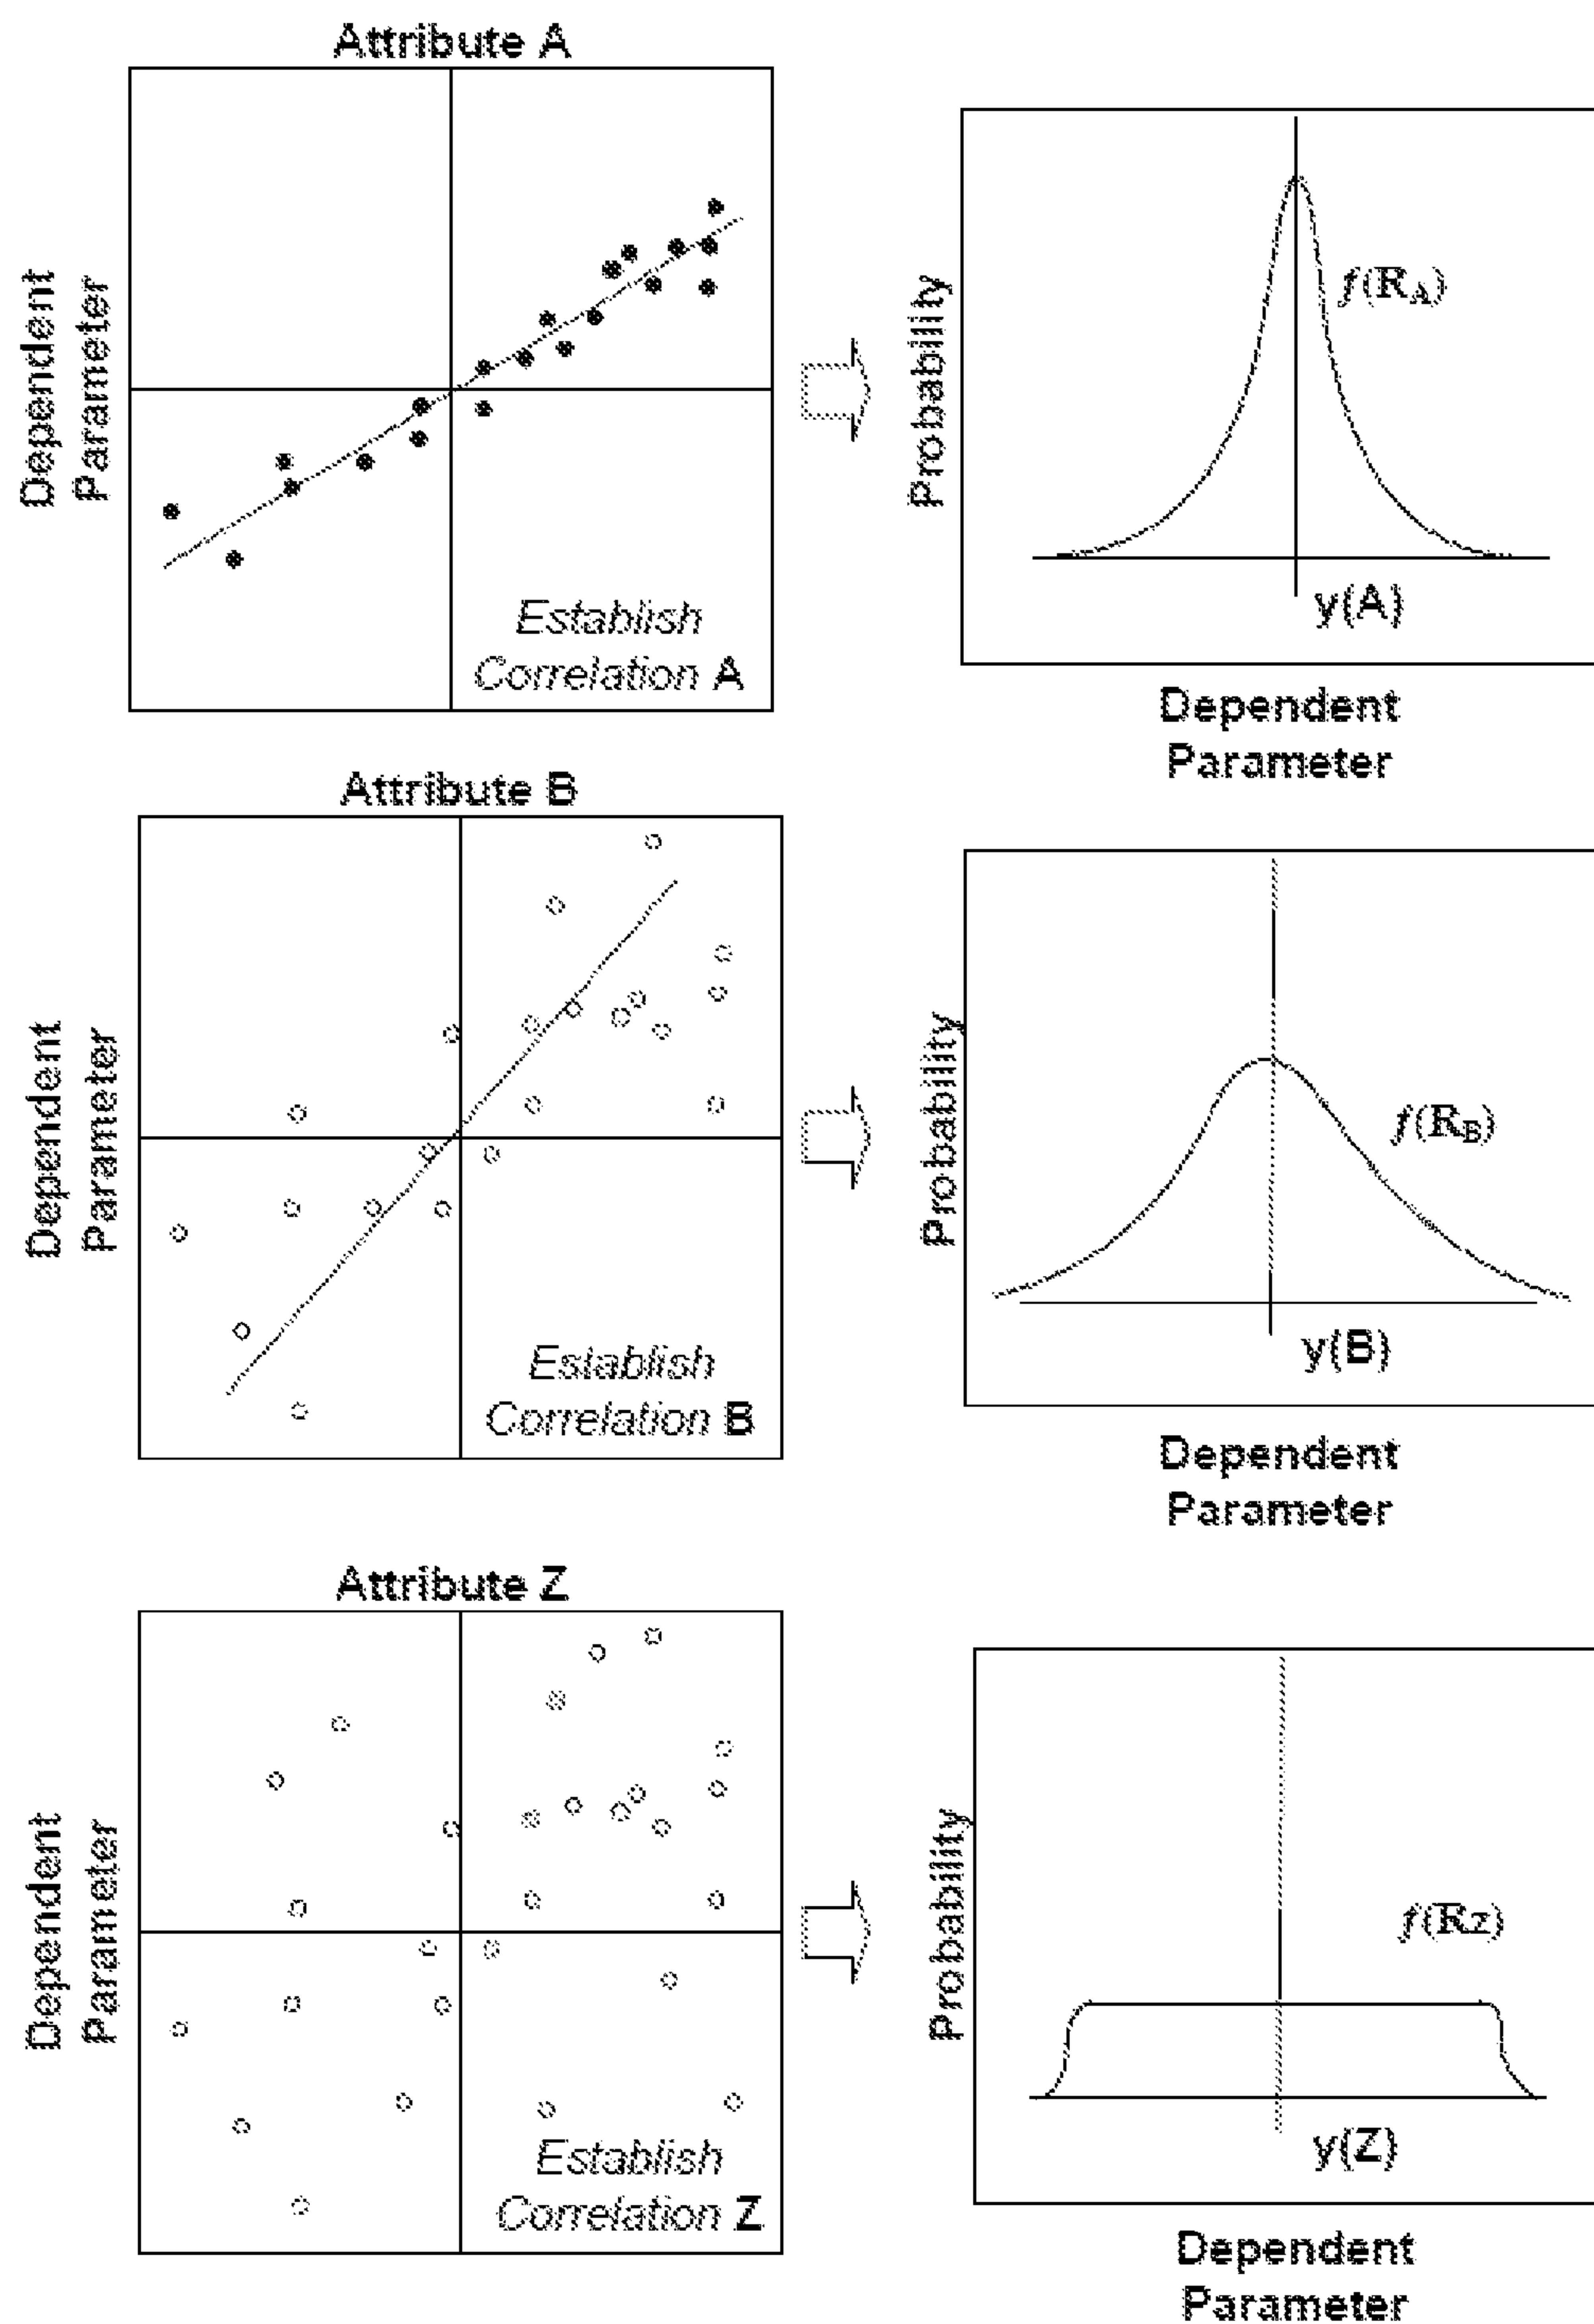 Attribute A
Dependent
Parameter
Establish
Correlation A
Probability
f(RA)
y(A)
Dependent
Parameter
Attribute B
Dependent
Parameter
Establish
Correlation B
Probability
f(RB)
y(B)
Dependent
Parameter
Attribute Z
Dependent
Parameter
Establish
Correlation Z
Probability
f(Rz)
y(Z)
Dependent
Parameter